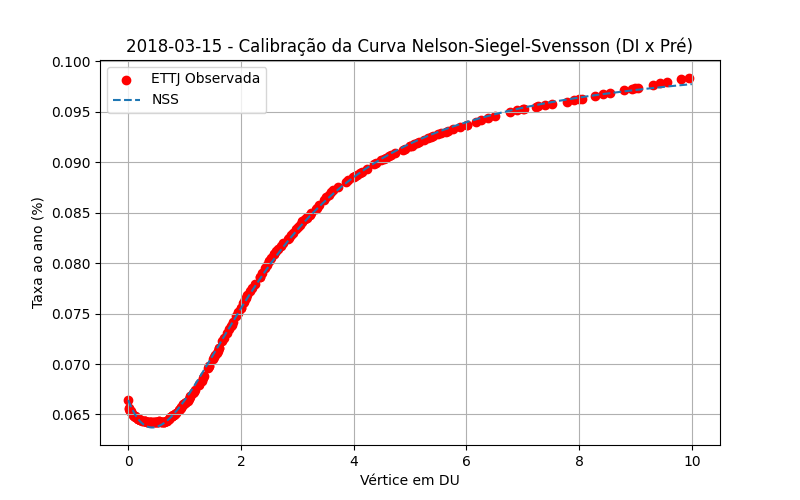 2018-03-15 - Calibração da Curva Nelson-Siegel-Svensson (DI x Pré)
ETTJ Observada
NSS
Taxa ao ano (%)
0.100
0.095
0.090
0.085
0.080
0.075
0.070
0.065
0 2 4 6 8 10
Vértice em DU